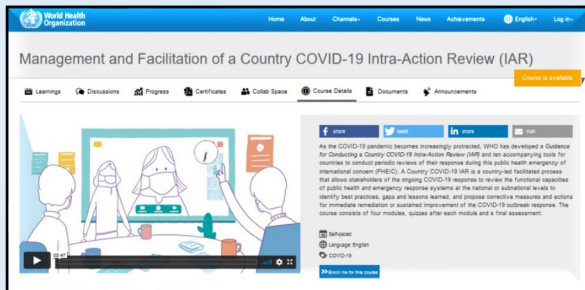 World Health
Organization
Home About Channels Courses News Achievements English Log in
Management and Facilitation of a Country COVID-19 Intra-Action Review (IAR)
Course is available
Learnings Discussions Progress Certificates Collab Space Course Details Documents Announcements
share tweet share mail
As the COVID-19 pandemic becomes increasingly protracted, WHO has developed a Guidance
for Conducting a Country COVID-19 Intra-Action Review (IAR) and ten accompanying tools for
countries to conduct periodic reviews of their response during this public health emergency of
international concern (PHEIC). A Country COVID-19 IAR is a country-led facilitated process
that allows stakeholders of the ongoing COVID-19 response to review the functional capacities
of public health and emergency response systems at the national or subnational levels to
identify best practices, gaps and lessons learned, and propose corrective measures and actions
for immediate remediation or sustained improvement of the COVID-19 outbreak response. The
course consists of four modules, quizzes after each module and a final assessment.
Self-paced
Language: English
COVID-19
Enrol me for this course
03:47